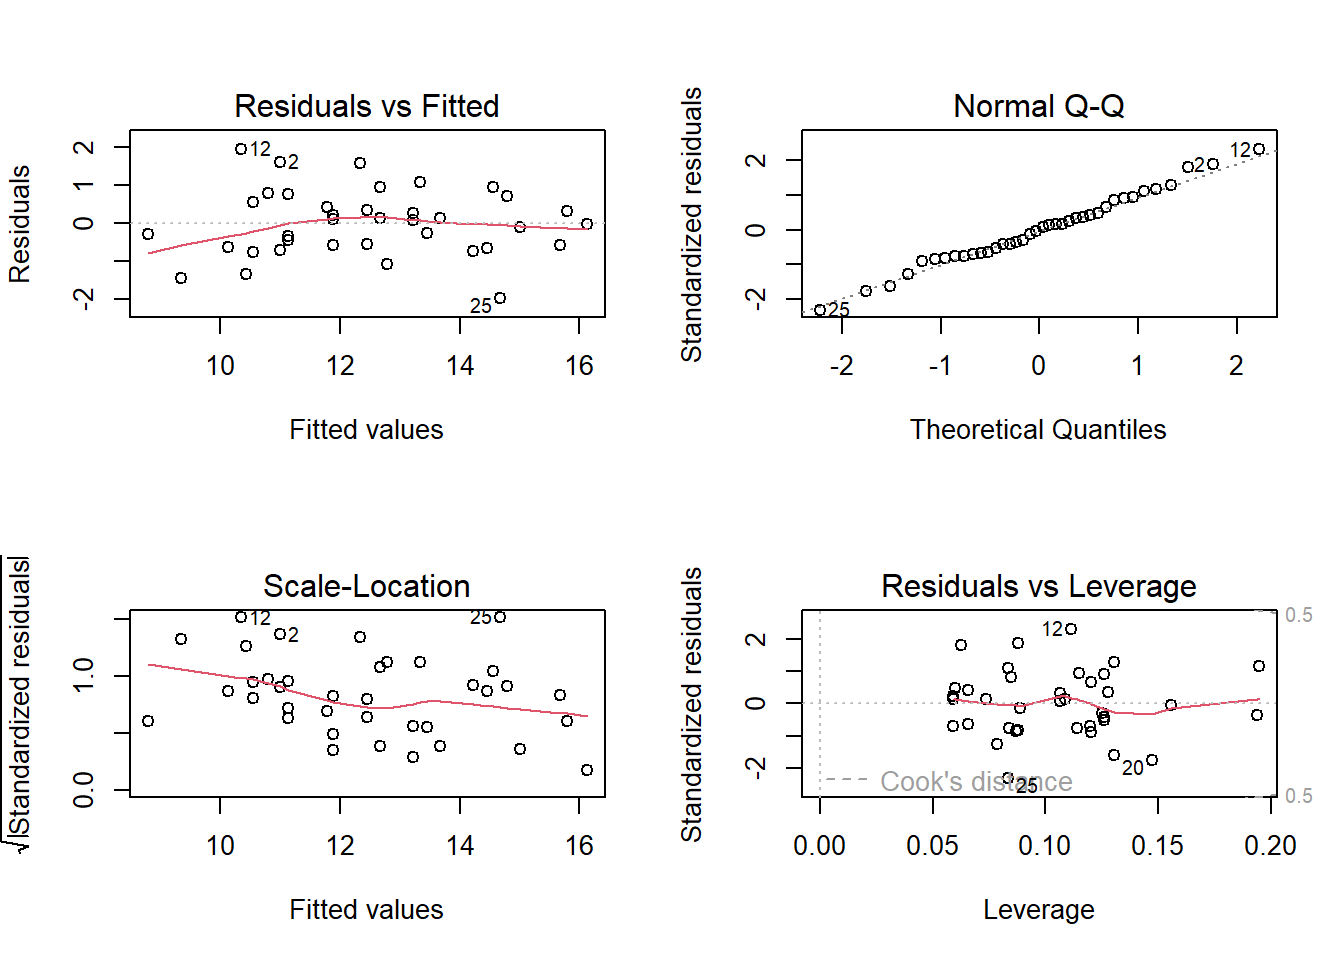 Residuals vs Fitted
Residuals
2
1
0
-2
12
2
25
10 12 14 16
Fitted values
Normal Q-Q
Standardized residuals
2
0
-2
2
12
25
-2 -1 0 1 2
Theoretical Quantiles
Scale-Location
√|Standardized residuals|
1.0
0.0
12
2
25
10 12 14 16
Fitted values
Residuals vs Leverage
Standardized residuals
2
0
-2
12
20
25
Cook's distance
0.5
0.5
0.00 0.05 0.10 0.15 0.20
Leverage